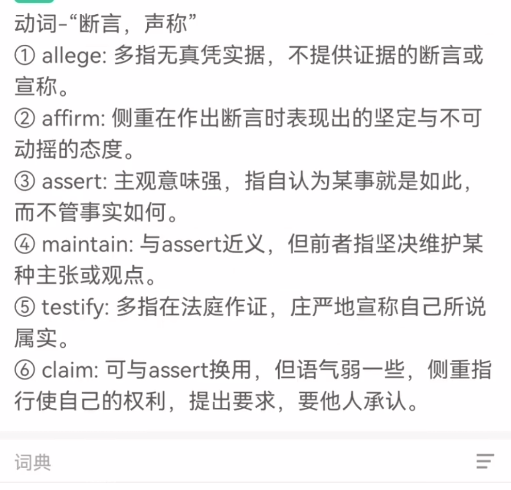 动词-“断言，声称”
① allege: 多指无真凭实据，不提供证据的断言或
宣称。
② affirm: 侧重在作出断言时表现出的坚定与不可
动摇的态度。
③ assert: 主观意味强，指自认为某事就是如此，
而不管事实如何。
④ maintain: 与assert近义，但前者指坚决维护某
种主张或观点。
⑤ testify: 多指在法庭作证，庄严地宣称自己所说
属实。
⑥ claim: 可与assert换用，但语气弱一些，侧重指
行使自己的权利，提出要求，要他人承认。
词典